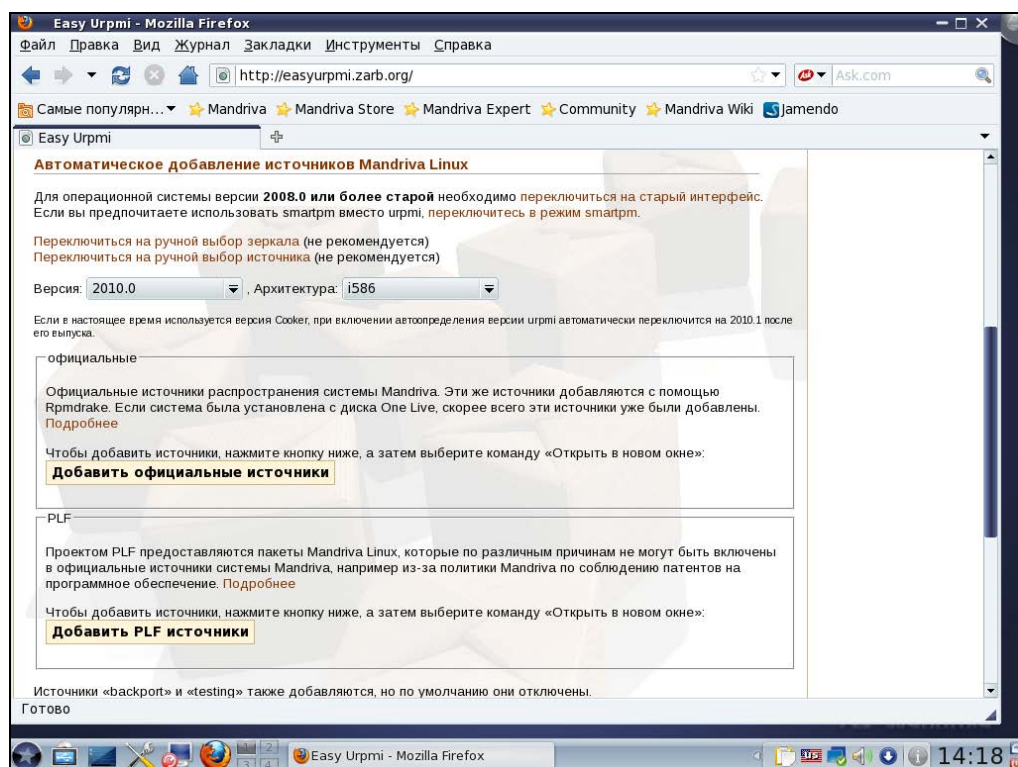 Easy Urpmi - Mozilla Firefox
Файл Правка Вид Журнал Закладки Инструменты Справка
http://easyurpmi.zarb.org/
Ask.com
Самые популярн...
Mandriva
Mandriva Store
Mandriva Expert
Community
Mandriva Wiki
Jamendo
Easy Urpmi
Автоматическое добавление источников Mandriva Linux
Для операционной системы версии 2008.0 или более старой необходимо переключиться на старый интерфейс.
Если вы предпочитаете использовать smartpm вместо urpmi, переключитесь в режим smartpm.
Переключиться на ручной выбор зеркала (не рекомендуется)
Переключиться на ручной выбор источника (не рекомендуется)
Версия: 2010.0 , Архитектура: i586
Если в настоящее время используется версия Cooker, при включении автоопределения версии urpmi автоматически переключится на 2010.1 после
его выпуска.
официальные
Официальные источники распространения системы Mandriva. Эти же источники добавляются с помощью
Rpmdrake. Если система была установлена с диска One Live, скорее всего эти источники уже были добавлены.
Подробнее
Чтобы добавить источники, нажмите кнопку ниже, а затем выберите команду «Открыть в новом окне»:
Добавить официальные источники
PLF
Проектом PLF предоставляются пакеты Mandriva Linux, которые по различным причинам не могут быть включены
в официальные источники системы Mandriva, например из-за политики Mandriva по соблюдению патентов на
программное обеспечение. Подробнее
Чтобы добавить источники, нажмите кнопку ниже, а затем выберите команду «Открыть в новом окне»:
Добавить PLF источники
Источники «backport» и «testing» также добавляются, но по умолчанию они отключены.
Готово
1 2
3 4
Easy Urpmi - Mozilla Firefox
14:18